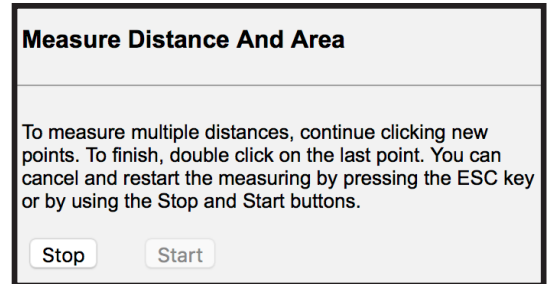 Measure Distance And Area
To measure multiple distances, continue clicking new
points. To finish, double click on the last point. You can
cancel and restart the measuring by pressing the ESC key
or by using the Stop and Start buttons.
Stop Start